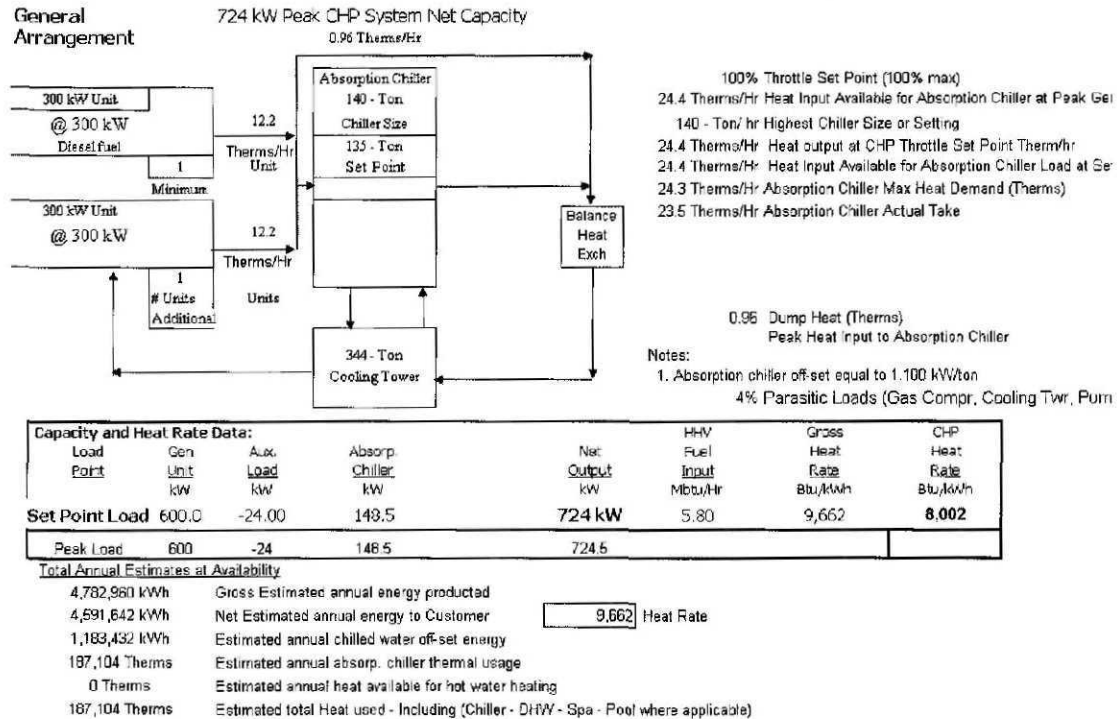 General
Arrangement
724 kW Peak CHP System Net Capacity
0.96 Therms/Hr
300 kW Unit
@ 300 kW
Diesel fuel
1
Minimum
12.2
Therms/Hr
Unit
300 kW Unit
@ 300 kW
1
# Units
Additional
12.2
Therms/Hr
Units
Absorption Chiller
140 - Ton
Chiller Size
135 - Ton
Set Point
Balance
Heat
Exch
344 - Ton
Cooling Tower
100% Throttle Set Point (100% max)
24.4 Therms/Hr Heat Input Available for Absorption Chiller at Peak Ger
140 - Ton/ hr Highest Chiller Size or Setting
24.4 Therms/Hr Heat output at CHP Throttle Set Point Therm/hr
24.4 Therms/Hr Heat Input Available for Absorption Chiller Load at Se
24.3 Therms/Hr Absorption Chiller Max Heat Demand (Therms)
23.5 Therms/Hr Absorption Chiller Actual Take
0.96 Dump Heat (Therms)
Peak Heat Input to Absorption Chiller
Notes:
1. Absorption chiller off-set equal to 1.100 kW/ton
4% Parasitic Loads (Gas Compr, Cooling Twr, Pum
Capacity and Heat Rate Data:
Load Gen Aux. Absorp. Net HHV Fuel Gross Heat CHP Heat
Point Unit Load Chiller Output Input Rate Rate
kW kW kW kW Mbtu/Hr Btu/kWh Btu/kWh
Set Point Load 600.0 -24.00 148.5 724 kW 5.80 9,662 8,002
Peak Load 600 -24 148.5 724.5
Total Annual Estimates at Availability
4,782,960 kWh Gross Estimated annual energy producted
4,591,642 kWh Net Estimated annual energy to Customer 9,662 Heat Rate
1,183,432 kWh Estimated annual chilled water off-set energy
187,104 Therms Estimated annual absorp. chiller thermal usage
0 Therms Estimated annual heat available for hot water heating
187,104 Therms Estimated total Heat used - Including (Chiller - DHW - Spa - Pool where applicable)